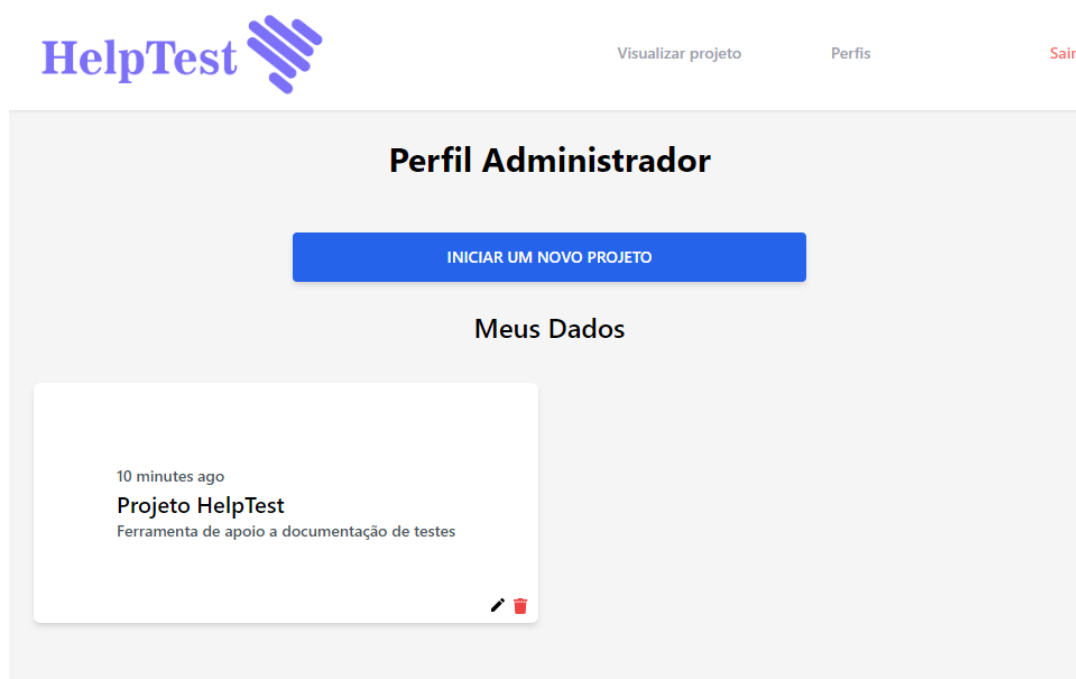 HelpTest
Visualizar projeto Perfis Sair
Perfil Administrador
INICIAR UM NOVO PROJETO
Meus Dados
10 minutes ago
Projeto HelpTest
Ferramenta de apoio a documentação de testes